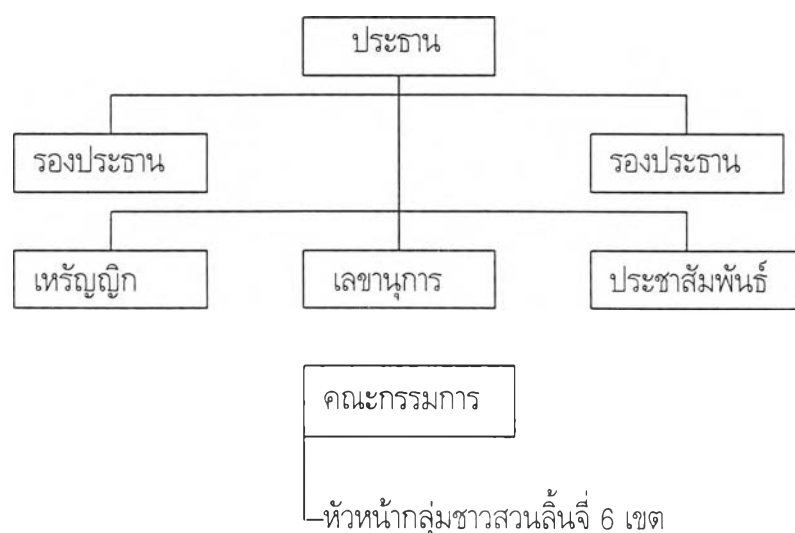 ประธาน
รองประธาน รองประธาน
เหรัญญิก เลขานุการ ประชาสัมพันธ์
คณะกรรมการ
หัวหน้ากลุ่มชาวสวนลิ้นจี่ 6 เขต